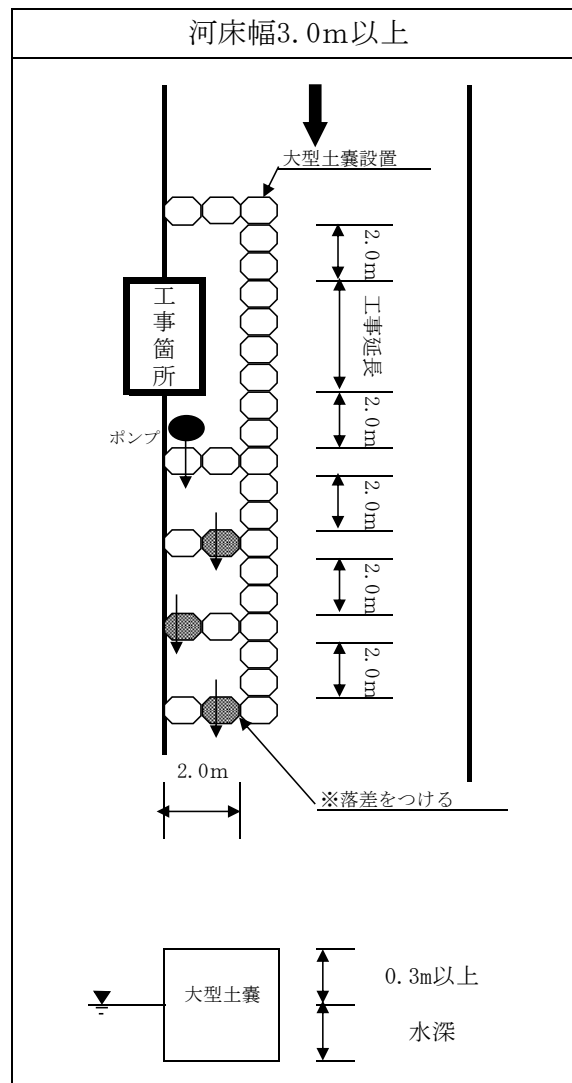 河床幅3.0m以上
大型土嚢設置
2.0m
工事箇所
工事延長
2.0m
ポンプ
2.0m
2.0m
2.0m
2.0m
※落差をつける
大型土嚢
0.3m以上
水深